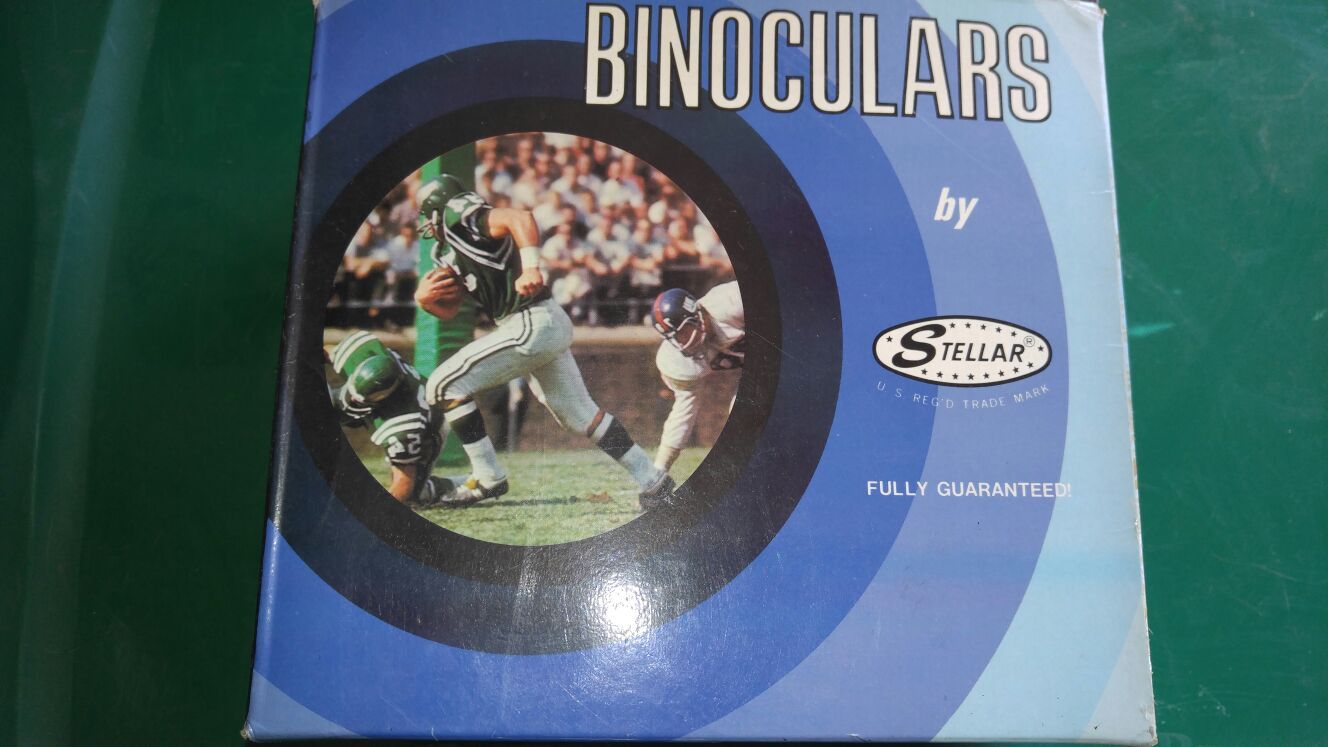 BINOCULARS
by
STELLAR®
U.S. REG'D TRADE MARK
FULLY GUARANTEED!